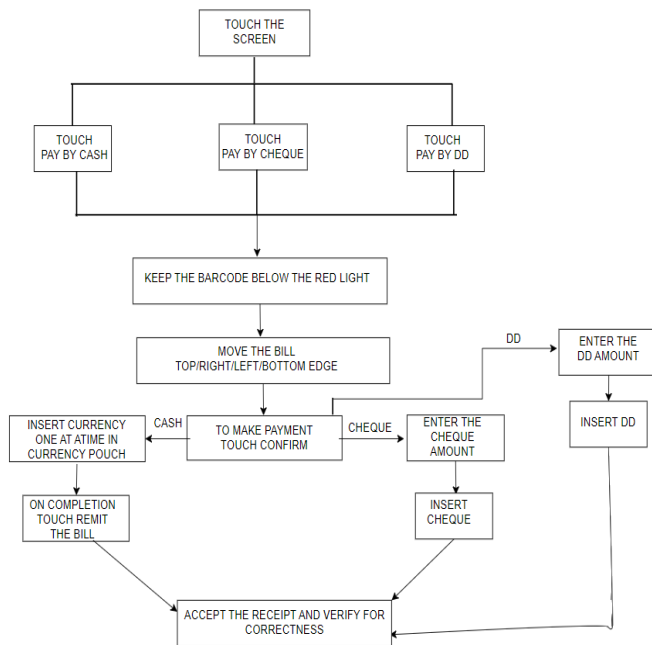 TOUCH THE
SCREEN
TOUCH
PAY BY CASH
TOUCH
PAY BY CHEQUE
TOUCH
PAY BY DD
KEEP THE BARCODE BELOW THE RED LIGHT
MOVE THE BILL
TOP/RIGHT/LEFT/BOTTOM EDGE
DD
ENTER THE
DD AMOUNT
INSERT CURRENCY
ONE AT ATIME IN
CURRENCY POUCH
CASH
TO MAKE PAYMENT
TOUCH CONFIRM
CHEQUE
ENTER THE
CHEQUE
AMOUNT
INSERT DD
ON COMPLETION
TOUCH REMIT
THE BILL
INSERT
CHEQUE
ACCEPT THE RECEIPT AND VERIFY FOR
CORRECTNESS